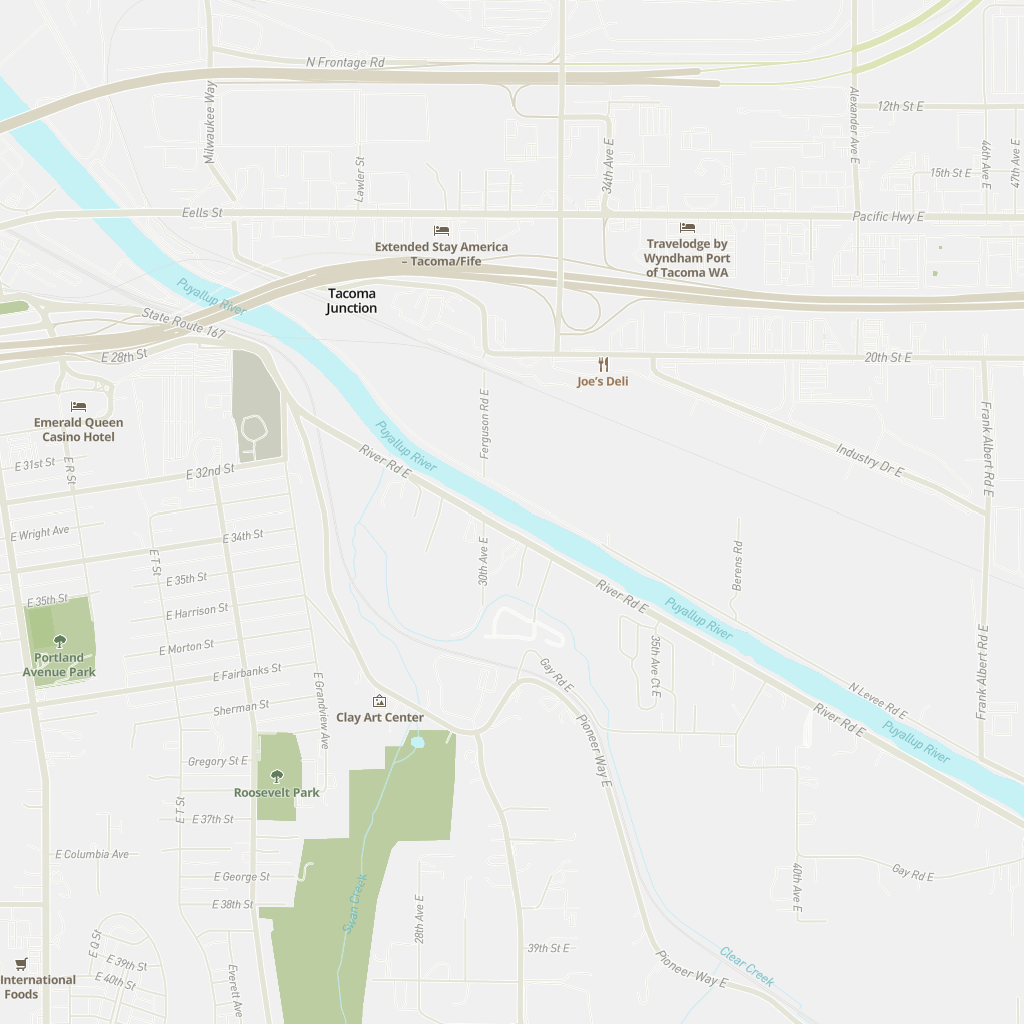 N Frontage Rd
Milwaukee Way
Alexander Ave E
12th St E
49th Ave E
47th Ave E
34th Ave E
Lawler St
15th St E
Eells St
Pacific Hwy E
Extended Stay America
– Tacoma/Fife
Travelodge by
Wyndham Port
of Tacoma WA
Puyallup River
Tacoma
Junction
State Route 167
E 28th St
20th St E
Joe's Deli
Emerald Queen
Casino Hotel
Ferguson Rd E
Frank Albert Rd E
Puyallup River
River Rd E
Industry Dr E
E 31st St
E R St
E 32nd St
E Wright Ave
E 34th St
E T St
30th Ave E
Berens Rd
E 35th St
E 35th St
E Harrison St
River Rd E
Puyallup River
Portland
Avenue Park
E Morton St
35th Ave Ct E
Frank Albert Rd E
E Fairbanks St
Gay Rd E
E Grandview Ave
N Levee Rd E
Sherman St
Clay Art Center
River Rd E
Puyallup River
Pioneer Way E
Gregory St E
Roosevelt Park
E T St
E 37th St
E Columbia Ave
E George St
Gay Rd E
40th Ave E
Swan Creek
E 38th St
28th Ave E
E Q St
39th St E
E 39th St
E 40th St
Everett Ave
Clear Creek
Pioneer Way E
International
Foods